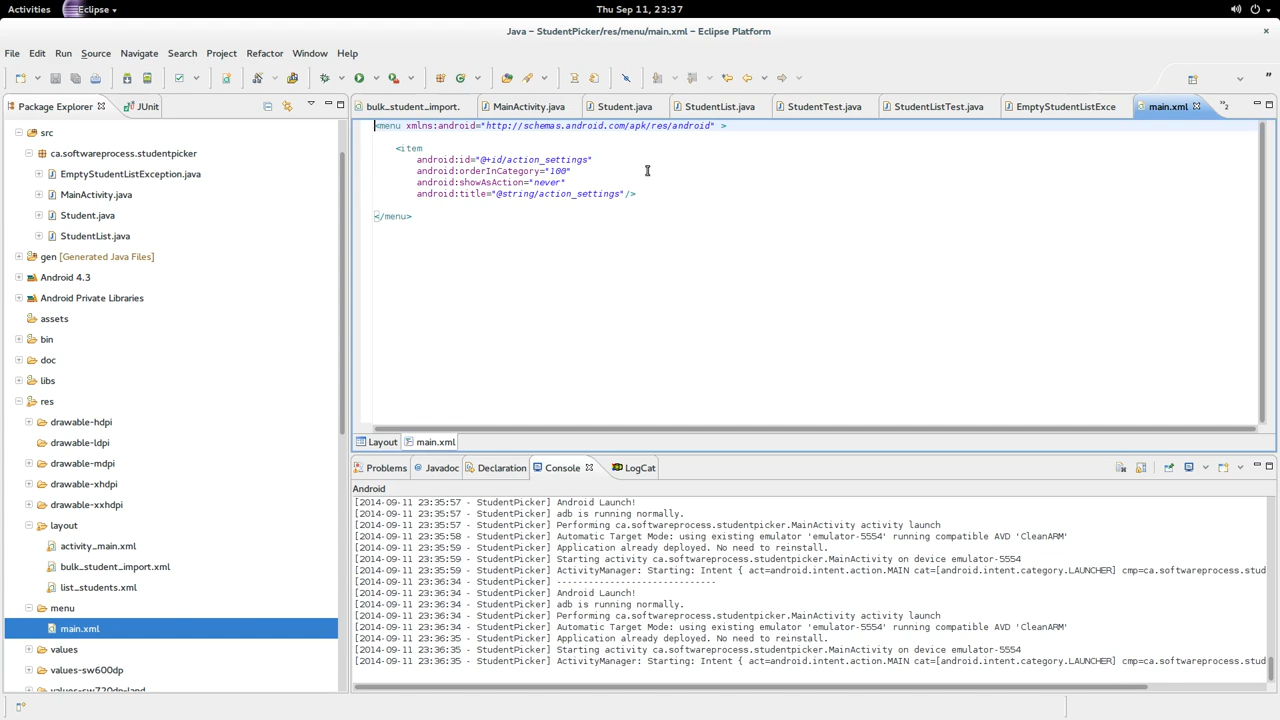 Activities Eclipse Thu Sep 11, 23:37
Java – StudentPicker/res/menu/main.xml – Eclipse Platform
File Edit Run Source Navigate Search Project Refactor Window Help
Package Explorer JUnit
src
ca.softwareprocess.studentpicker
EmptyStudentListException.java
MainActivity.java
Student.java
StudentList.java
gen [Generated Java Files]
Android 4.3
Android Private Libraries
assets
bin
doc
libs
res
drawable-hdpi
drawable-ldpi
drawable-mdpi
drawable-xhdpi
drawable-xxhdpi
layout
activity_main.xml
bulk_student_import.xml
list_students.xml
menu
main.xml
values
values-sw600dp
values-sw720dp-land
bulk_student_import. MainActivity.java Student.java StudentList.java StudentTest.java StudentListTest.java EmptyStudentListExce main.xml »2
<menu xmlns:android="http://schemas.android.com/apk/res/android" >
<item
android:id="@+id/action_settings"
android:orderInCategory="100"
android:showAsAction="never"
android:title="@string/action_settings"/>
</menu>
Layout main.xml
Problems Javadoc Declaration Console LogCat
Android
[2014-09-11 23:35:57 - StudentPicker] Android Launch!
[2014-09-11 23:35:57 - StudentPicker] adb is running normally.
[2014-09-11 23:35:57 - StudentPicker] Performing ca.softwareprocess.studentpicker.MainActivity activity launch
[2014-09-11 23:35:58 - StudentPicker] Automatic Target Mode: using existing emulator 'emulator-5554' running compatible AVD 'CleanARM'
[2014-09-11 23:35:59 - StudentPicker] Application already deployed. No need to reinstall.
[2014-09-11 23:35:59 - StudentPicker] Starting activity ca.softwareprocess.studentpicker.MainActivity on device emulator-5554
[2014-09-11 23:35:59 - StudentPicker] ActivityManager: Starting: Intent { act=android.intent.action.MAIN cat=[android.intent.category.LAUNCHER] cmp=ca.softwareprocess.stud
[2014-09-11 23:36:34 - StudentPicker] ------------------------------
[2014-09-11 23:36:34 - StudentPicker] Android Launch!
[2014-09-11 23:36:34 - StudentPicker] adb is running normally.
[2014-09-11 23:36:34 - StudentPicker] Performing ca.softwareprocess.studentpicker.MainActivity activity launch
[2014-09-11 23:36:34 - StudentPicker] Automatic Target Mode: using existing emulator 'emulator-5554' running compatible AVD 'CleanARM'
[2014-09-11 23:36:35 - StudentPicker] Application already deployed. No need to reinstall.
[2014-09-11 23:36:35 - StudentPicker] Starting activity ca.softwareprocess.studentpicker.MainActivity on device emulator-5554
[2014-09-11 23:36:35 - StudentPicker] ActivityManager: Starting: Intent { act=android.intent.action.MAIN cat=[android.intent.category.LAUNCHER] cmp=ca.softwareprocess.stud